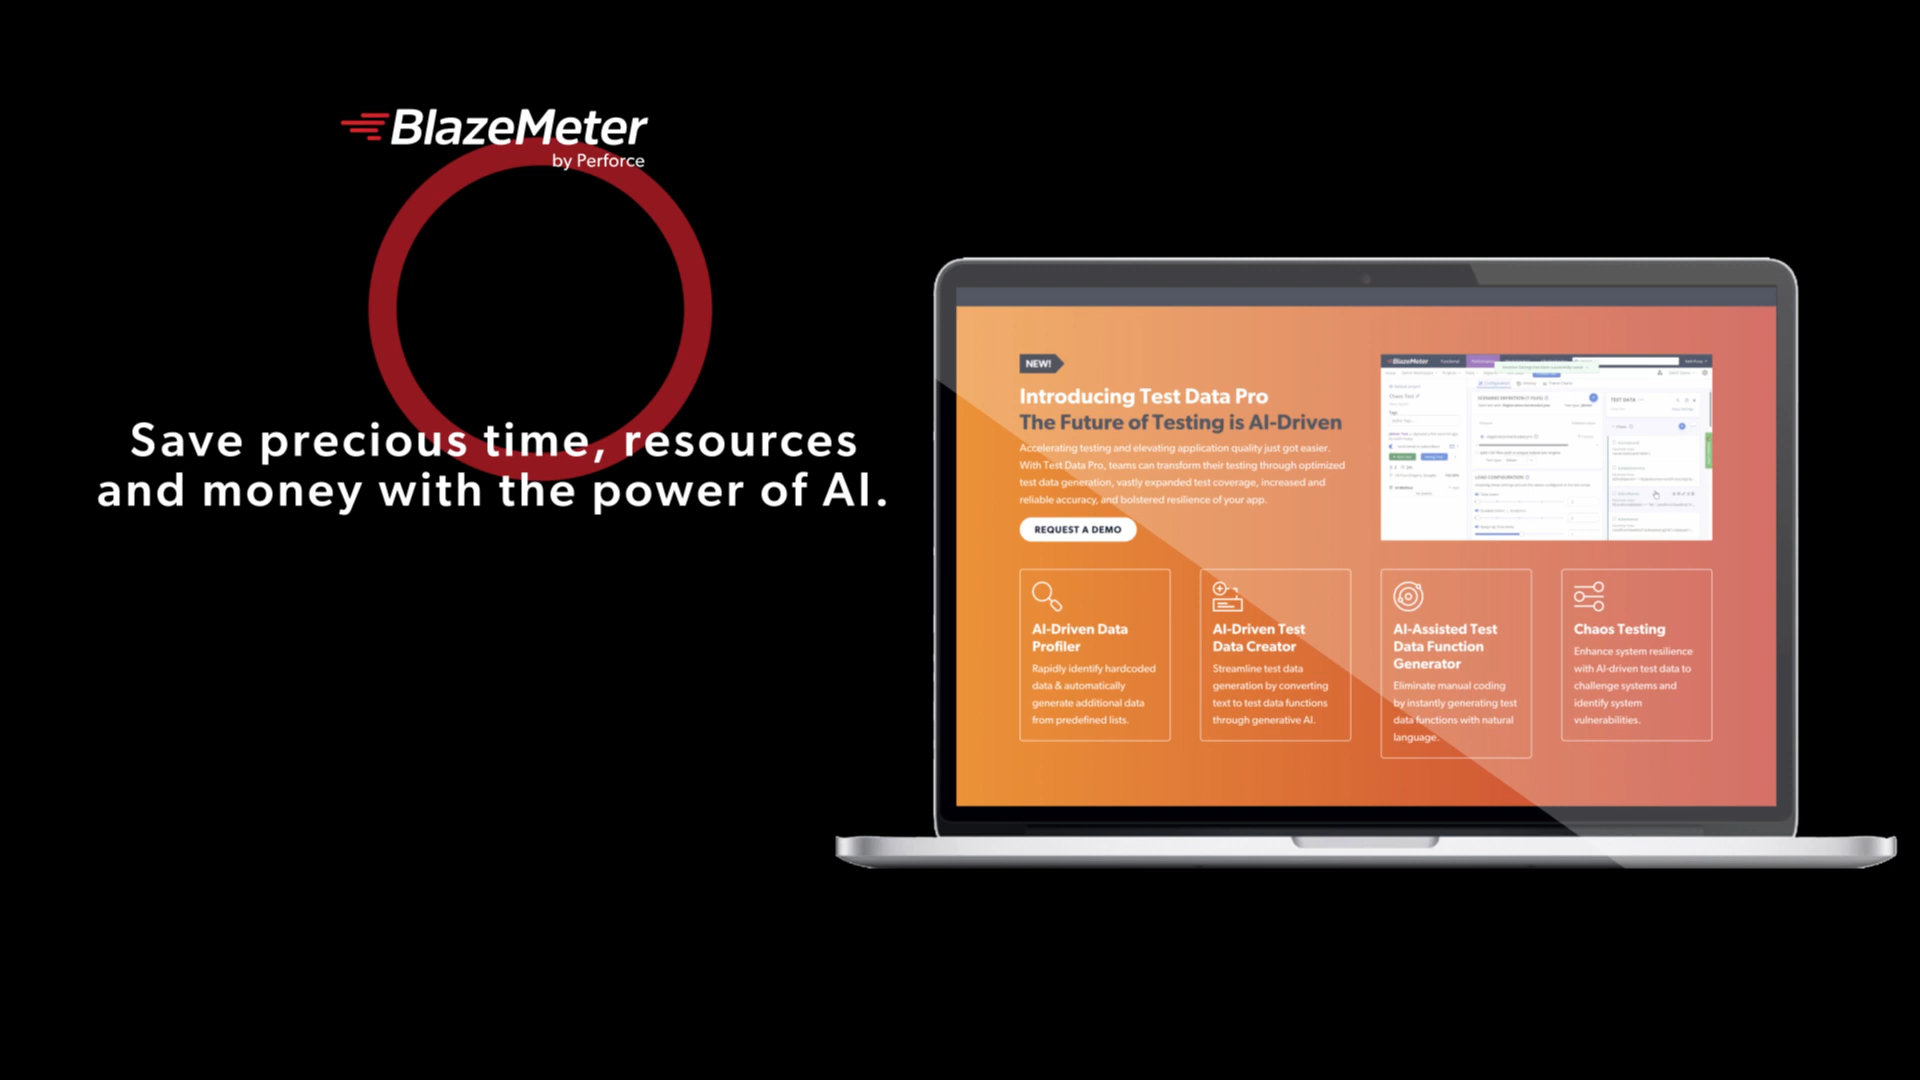 BlazeMeter
by Perforce
Save precious time, resources
and money with the power of AI.
NEW!
Introducing Test Data Pro
The Future of Testing is AI-Driven
Accelerating testing and elevating application quality just got easier.
With Test Data Pro, teams can transform their testing through optimized
test data generation, vastly expanded test coverage, increased and
reliable accuracy, and bolstered resilience of your app.
REQUEST A DEMO
BlazeMeter
TEST DATA
AI-Driven Data
Profiler
Rapidly identify hardcoded
data & automatically
generate additional data
from predefined lists.
AI-Driven Test
Data Creator
Streamline test data
generation by converting
text to test data functions
through generative AI.
AI-Assisted Test
Data Function
Generator
Eliminate manual coding
by instantly generating test
data functions with natural
language.
Chaos Testing
Enhance system resilience
with AI-driven test data to
challenge systems and
identify system
vulnerabilities.